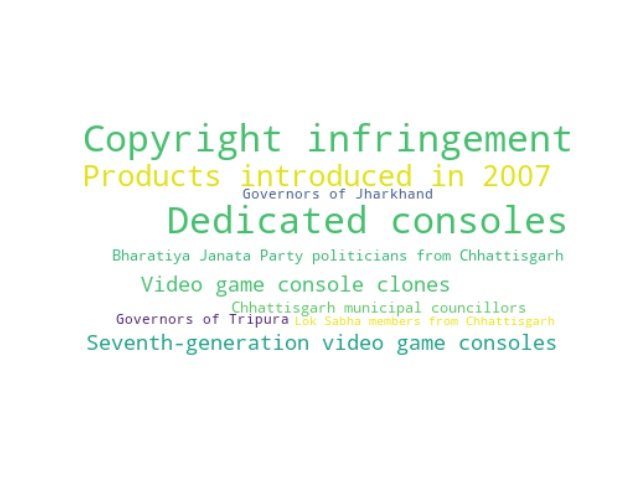 Copyright infringement
Products introduced in 2007
Governors of Jharkhand
Dedicated consoles
Bharatiya Janata Party politicians from Chhattisgarh
Video game console clones
Chhattisgarh municipal councillors
Governors of Tripura
Lok Sabha members from Chhattisgarh
Seventh-generation video game consoles